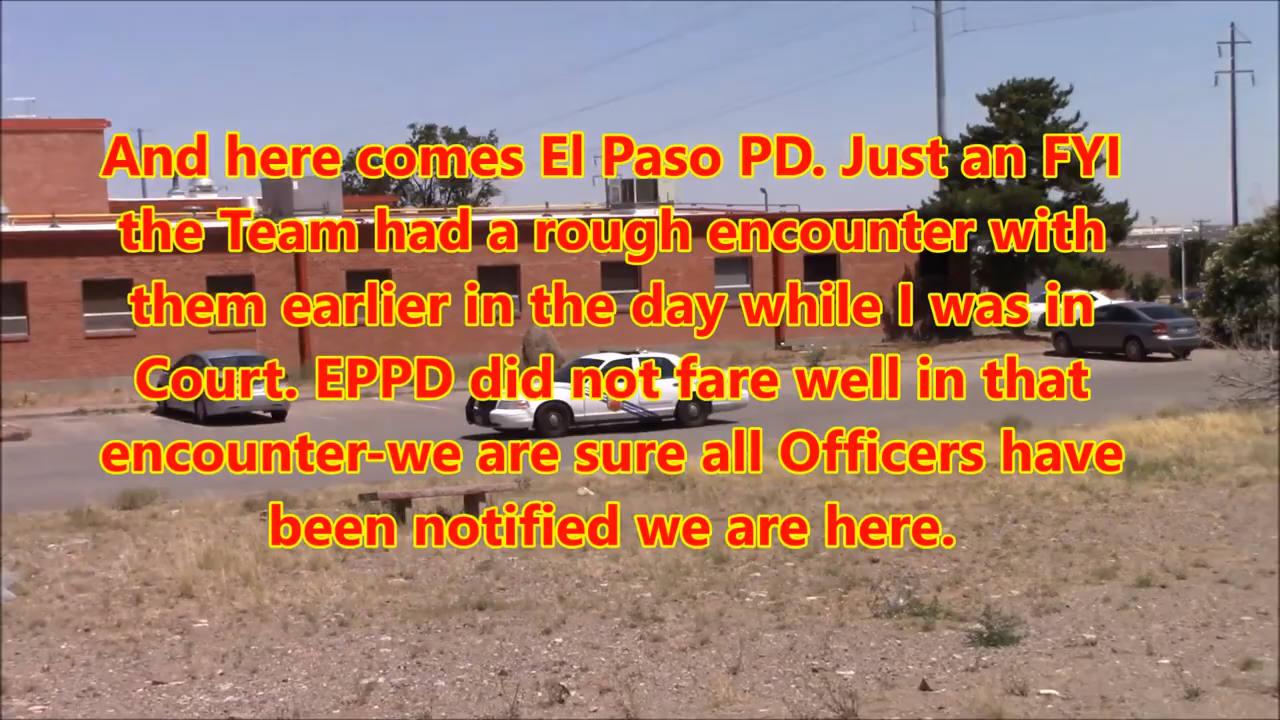 And here comes El Paso PD. Just an FYI
the Team had a rough encounter with
them earlier in the day while I was in
Court. EPPD did not fare well in that
encounter-we are sure all Officers have
been notified we are here.